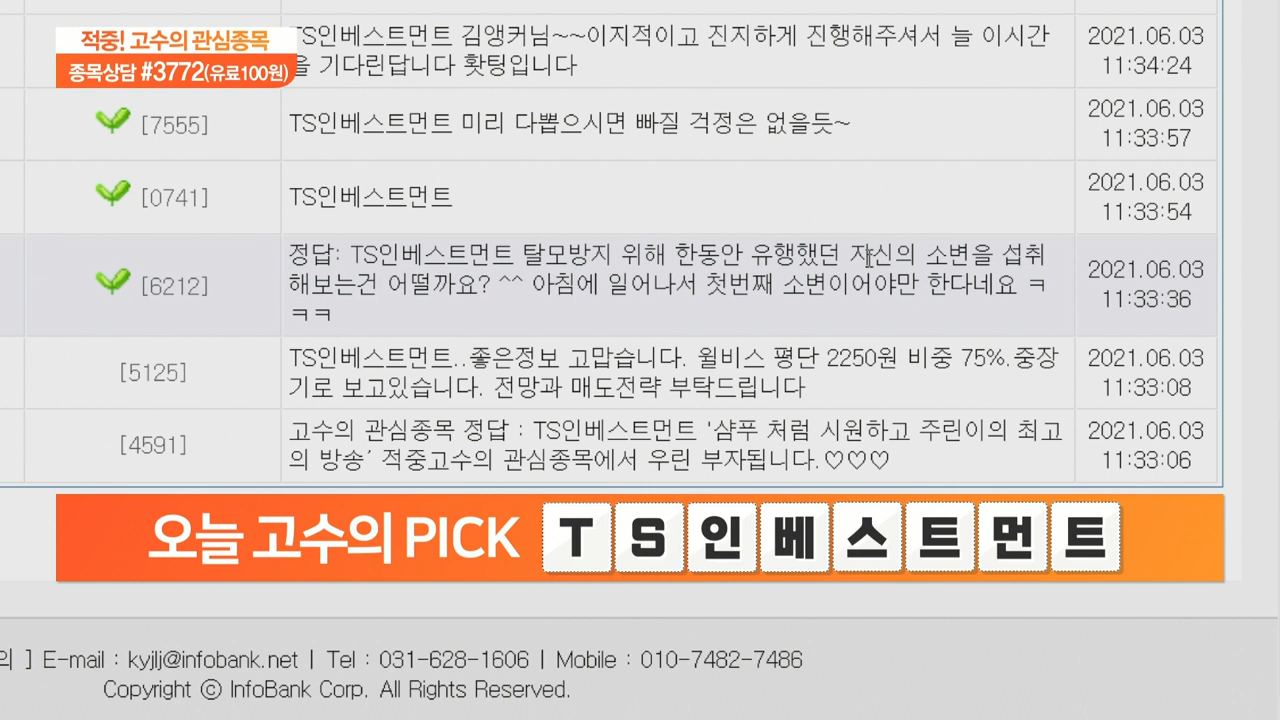 적중! 고수의 관심종목
종목상담 #3772(유료100원)
TS인베스트먼트 김앵커님~~이지적이고 진지하게 진행해주셔서 늘 이시간
을 기다린답니다 홧팅입니다
2021.06.03
11:34:24
[7555]
TS인베스트먼트 미리 다뽑으시면 빠질 걱정은 없을듯~
2021.06.03
11:33:57
[0741]
TS인베스트먼트
2021.06.03
11:33:54
[6212]
정답: TS인베스트먼트 탈모방지 위해 한동안 유행했던 자신의 소변을 섭취
해보는건 어떨까요? ^^ 아침에 일어나서 첫번째 소변이어야만 한다네요 ㅋ
ㅋㅋ
2021.06.03
11:33:36
[5125]
TS인베스트먼트..좋은정보 고맙습니다. 윌비스 평단 2250원 비중 75%.중장
기로 보고있습니다. 전망과 매도전략 부탁드립니다
2021.06.03
11:33:08
[4591]
고수의 관심종목 정답 : TS인베스트먼트 '샴푸 처럼 시원하고 주린이의 최고
의 방송´ 적중고수의 관심종목에서 우린 부자됩니다.♡♡♡
2021.06.03
11:33:06
오늘 고수의 PICK TS인베스트먼트
의 ] E-mail : kyjlj@infobank.net | Tel : 031-628-1606 | Mobile : 010-7482-7486
Copyright ⓒ InfoBank Corp. All Rights Reserved.